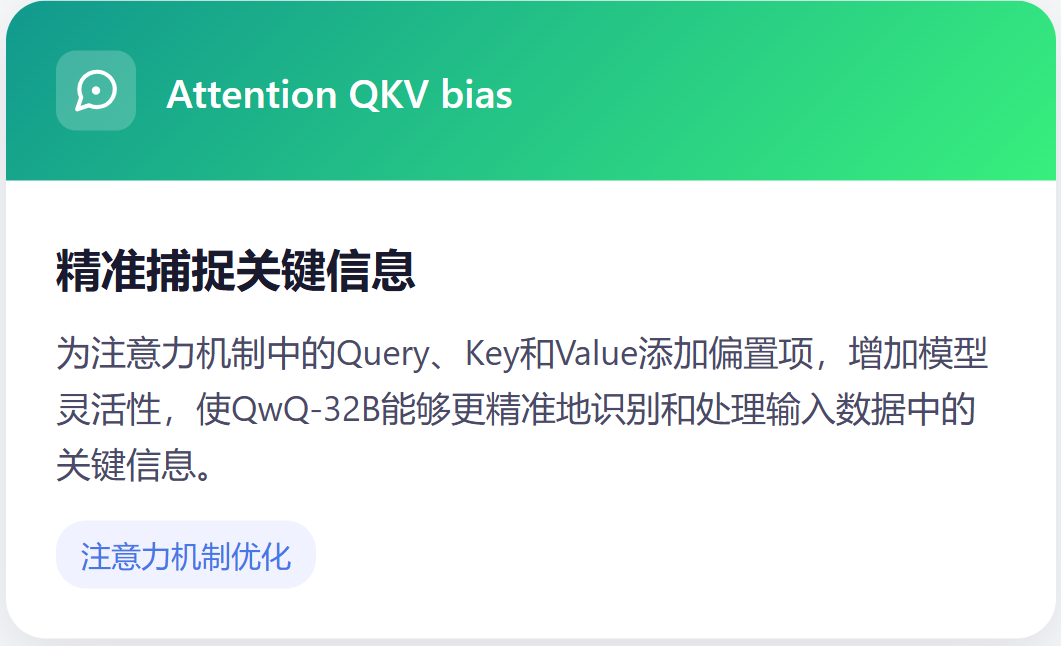 Attention QKV bias
精准捕捉关键信息
为注意力机制中的Query、Key和Value添加偏置项，增加模型
灵活性，使QwQ-32B能够更精准地识别和处理输入数据中的
关键信息。
注意力机制优化